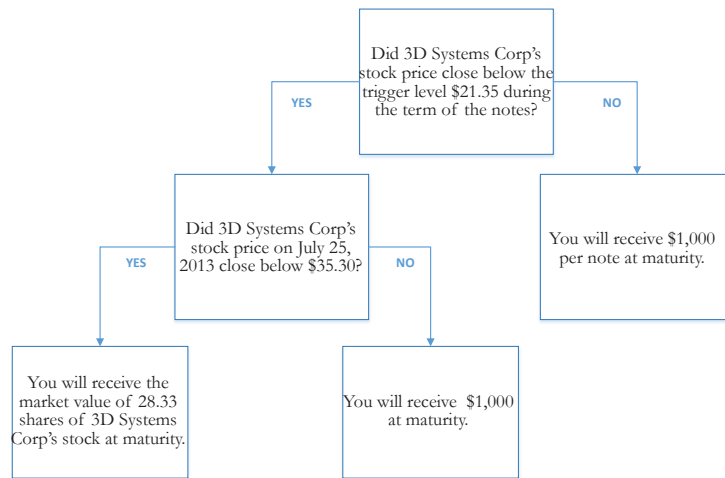 Did 3D Systems Corp's
stock price close below the
trigger level $21.35 during
the term of the notes?
YES
NO
Did 3D Systems Corp's
stock price on July 25,
2013 close below $35.30?
You will receive $1,000
per note at maturity.
YES
NO
You will receive the
market value of 28.33
shares of 3D Systems
Corp's stock at maturity.
You will receive $1,000
at maturity.